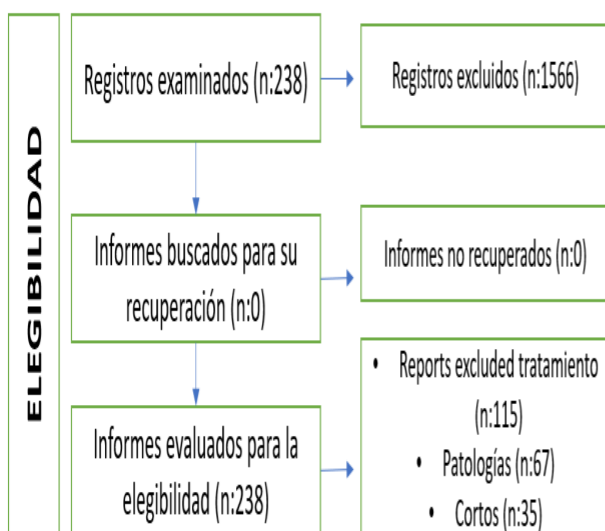 ELEGIBILIDAD
Registros examinados (n:238)
Registros excluidos (n:1566)
Informes buscados para su
recuperación (n:0)
Informes no recuperados (n:0)
Informes evaluados para la
elegibilidad (n:238)
• Reports excluded tratamiento
(n:115)
• Patologías (n:67)
• Cortos (n:35)